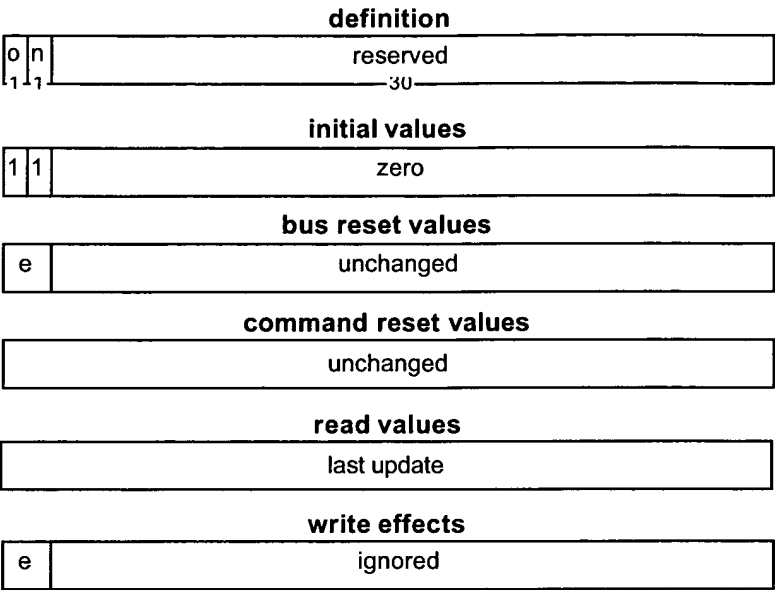 definition
o n reserved
1 1 30
initial values
1 1 zero
bus reset values
e unchanged
command reset values
unchanged
read values
last update
write effects
e ignored